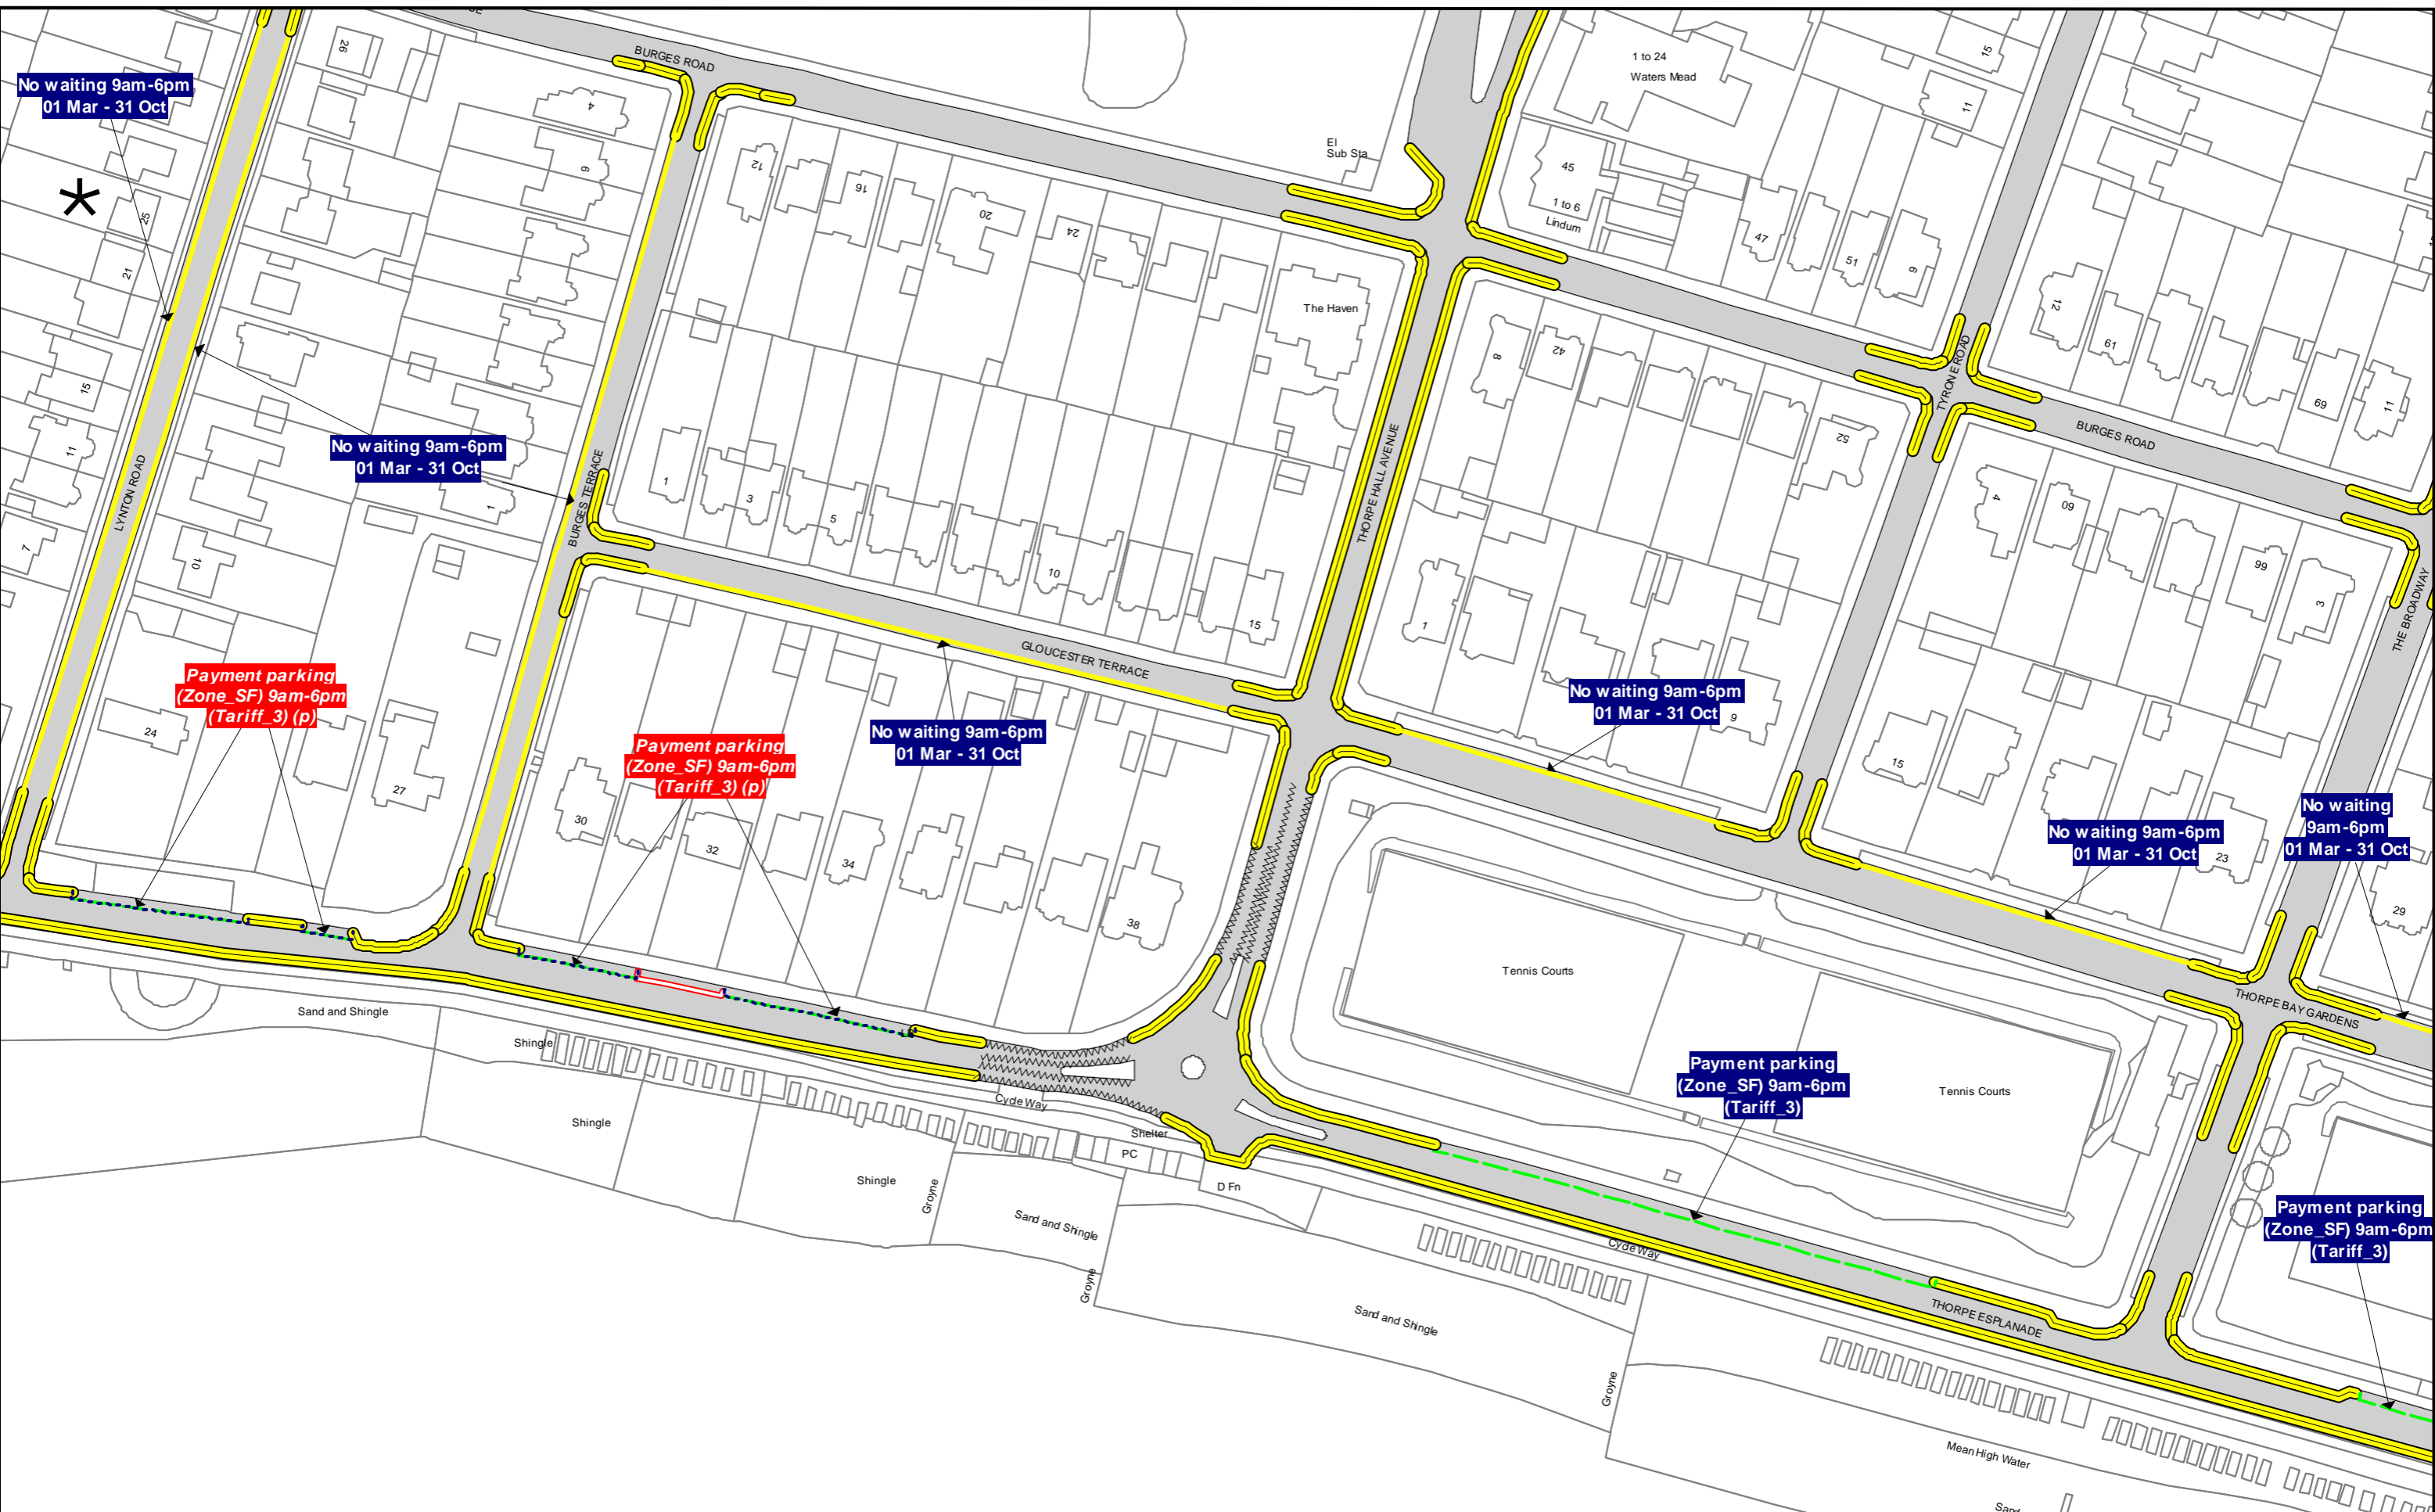 BURGES ROAD
No waiting 9am-6pm
01 Mar - 31 Oct
26
4
6
12
16
20
24
El
Sub Sta
1 to 24
Waters Mead
45
1 to 6
Lindum
47
51
9
15
11
12
61
69
11
25
21
15
11
7
LYNTON ROAD
10
No waiting 9am-6pm
01 Mar - 31 Oct
1
BURGES TERRACE
1
3
5
10
15
The Haven
THORPE HALL AVENUE
8
42
52
1
9
TYRONE ROAD
BURGES ROAD
4
60
66
3
THE BROADWAY
GLOUCESTER TERRACE
Payment parking
(Zone_SF) 9am-6pm
(Tariff_3) (p)
24
27
Payment parking
(Zone_SF) 9am-6pm
(Tariff_3) (p)
No waiting 9am-6pm
01 Mar - 31 Oct
No waiting 9am-6pm
01 Mar - 31 Oct
15
No waiting 9am-6pm
01 Mar - 31 Oct
23
No waiting
9am-6pm
01 Mar - 31 Oct
29
30
32
34
38
Tennis Courts
Tennis Courts
THORPE BAY GARDENS
Sand and Shingle
Shingle
Shingle
Shingle
Cycle Way
Shelter
PC
D Fn
Groyne
Sand and Shingle
Groyne
Payment parking
(Zone_SF) 9am-6pm
(Tariff_3)
Payment parking
(Zone_SF) 9am-6pm
(Tariff_3)
Cycle Way
THORPE ESPLANADE
Sand and Shingle
Groyne
Mean High Water
Sand